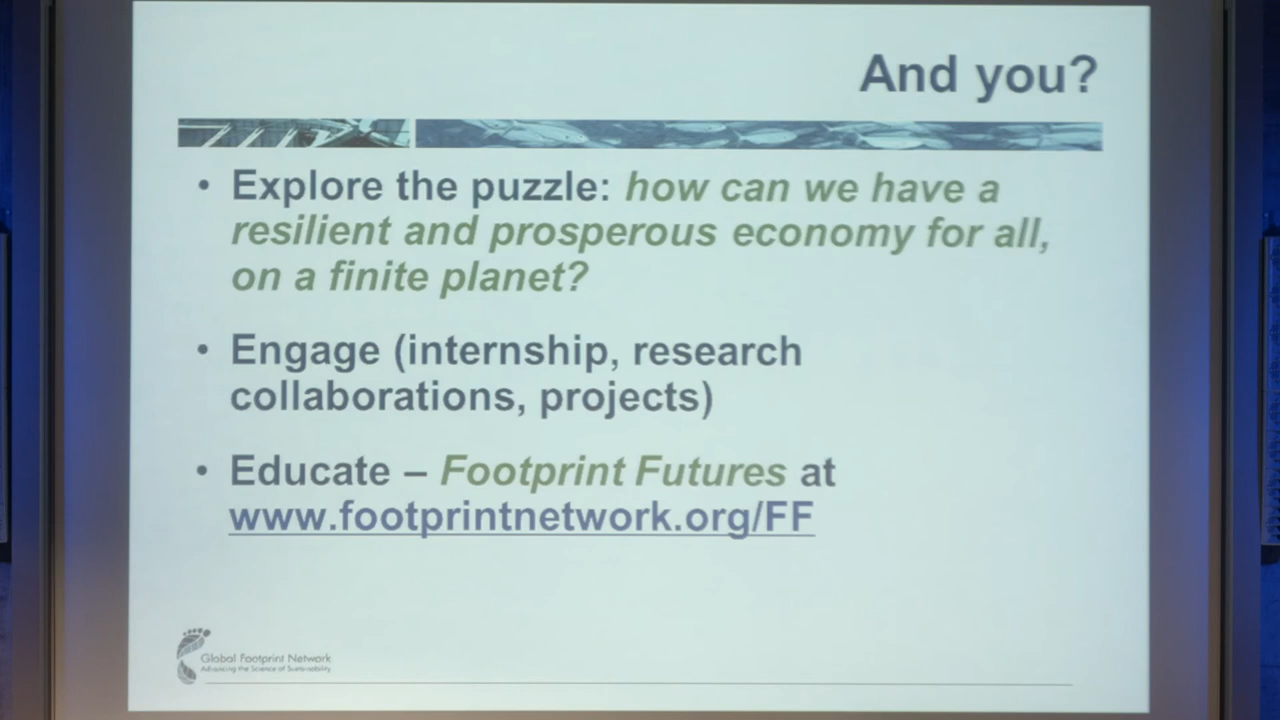 And you?
• Explore the puzzle: how can we have a
resilient and prosperous economy for all,
on a finite planet?
• Engage (internship, research
collaborations, projects)
• Educate – Footprint Futures at
www.footprintnetwork.org/FF
Global Footprint Network
Advancing the Science of Sustainability